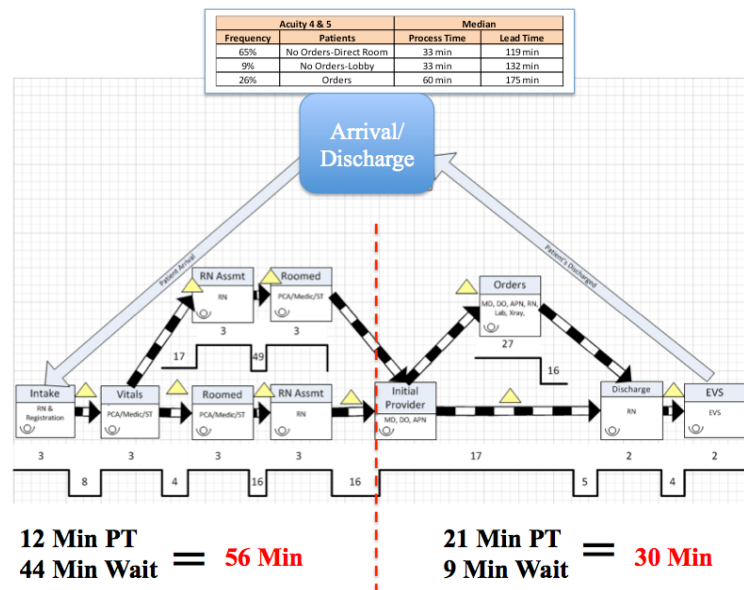 Acuity 4 & 5 Median
Frequency Patients Process Time Lead Time
65% No Orders-Direct Room 33 min 119 min
9% No Orders-Lobby 33 min 132 min
26% Orders 60 min 175 min
Arrival/
Discharge
Patient Arrival
Patient's Discharged
RN Assmt
RN
3
Roomed
PCA/Medic/ST
3
17
49
Orders
MD, DO, APN, RN,
Lab, Xray,
27
16
Intake
RN &
Registration
Vitals
PCA/Medic/ST
Roomed
PCA/Medic/ST
RN Assmt
RN
Initial
Provider
MD, DO, APN
Discharge
RN
EVS
EVS
3 3 3 3 17 2 2
8 4 16 16 5 4
12 Min PT
44 Min Wait = 56 Min
21 Min PT
9 Min Wait = 30 Min